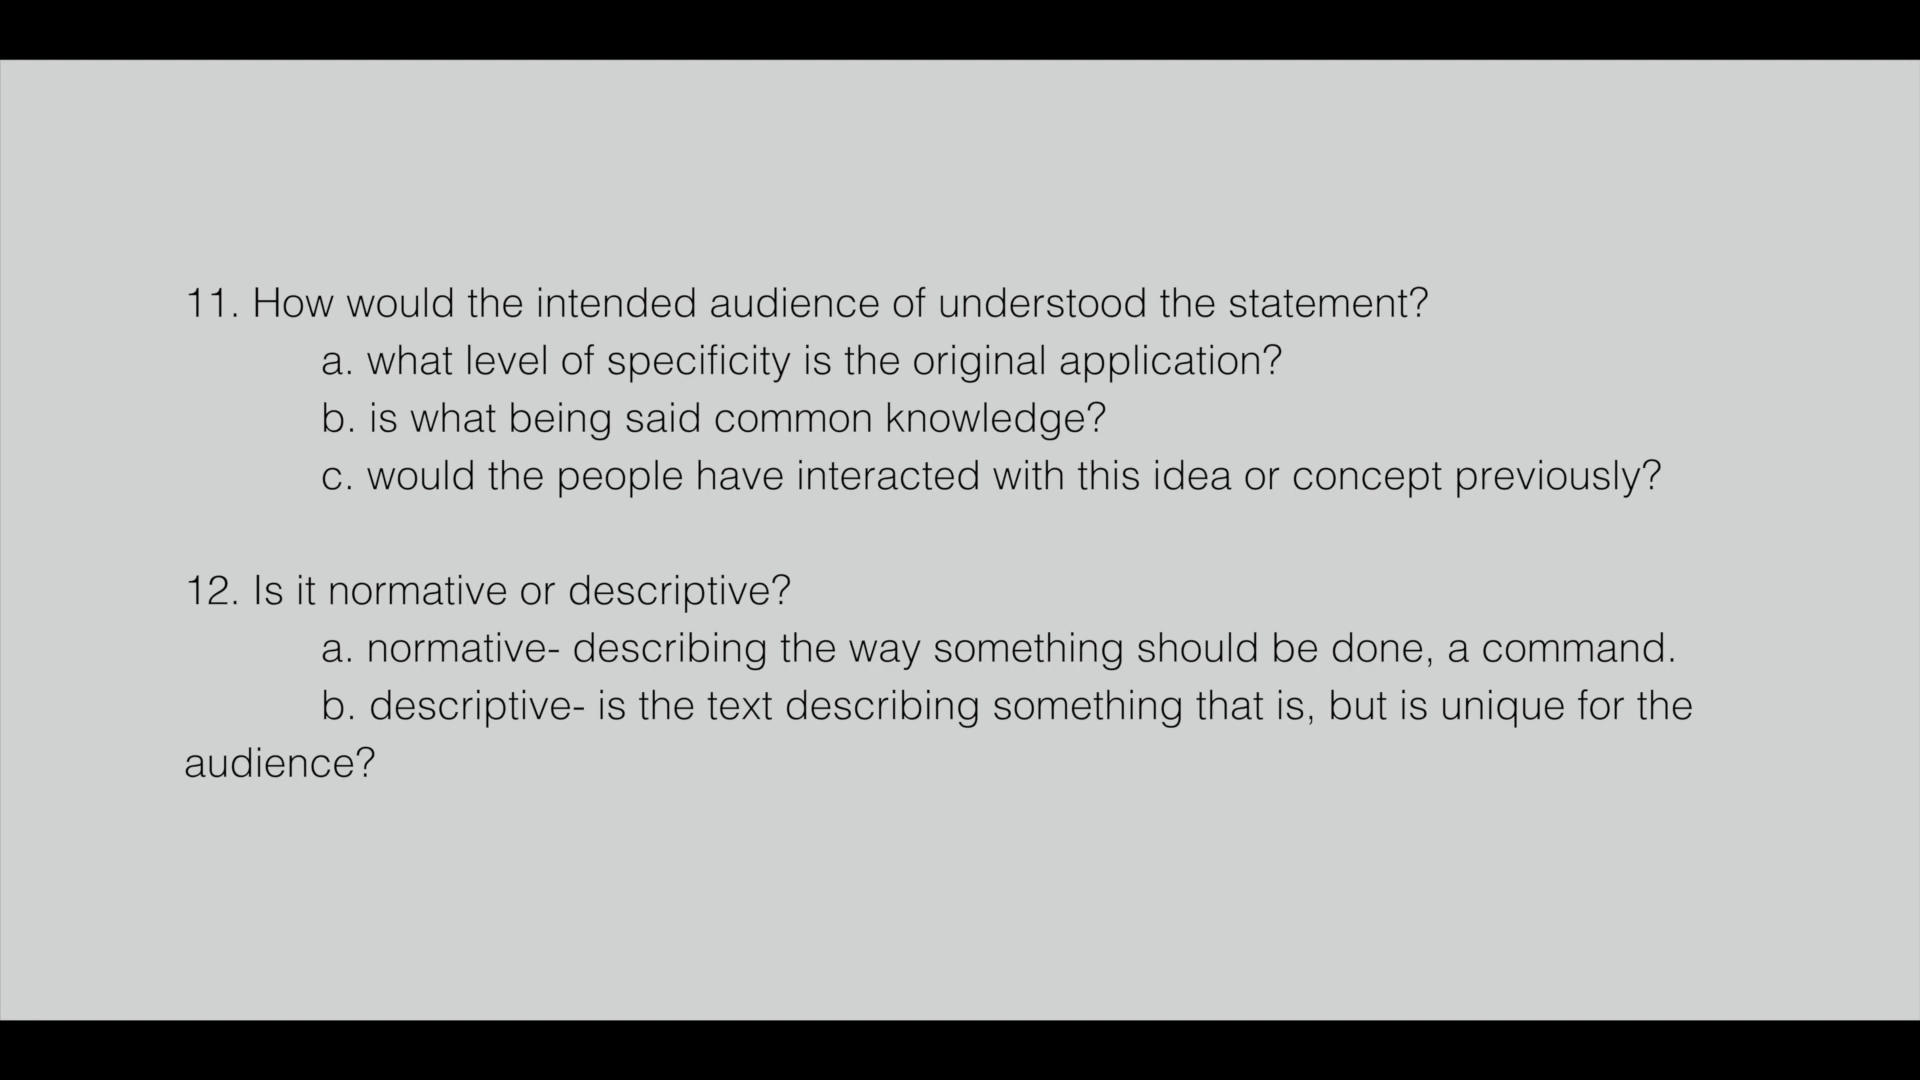 11. How would the intended audience of understood the statement?
a. what level of specificity is the original application?
b. is what being said common knowledge?
c. would the people have interacted with this idea or concept previously?
12. Is it normative or descriptive?
a. normative- describing the way something should be done, a command.
b. descriptive- is the text describing something that is, but is unique for the
audience?